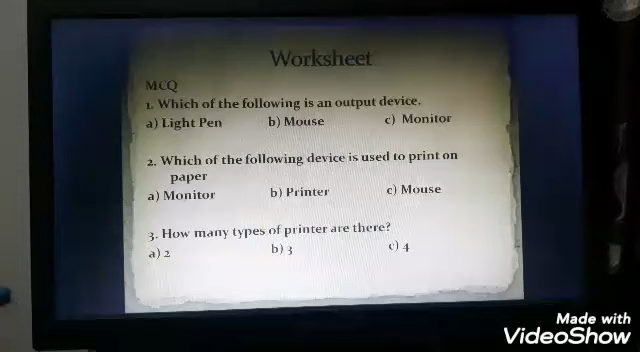 Worksheet
MCQ
1. Which of the following is an output device.
a) Light Pen b) Mouse c) Monitor
2. Which of the following device is used to print on
paper
a) Monitor b) Printer c) Mouse
3. How many types of printer are there?
a) 2 b) 3 c) 4
Made with
VideoShow